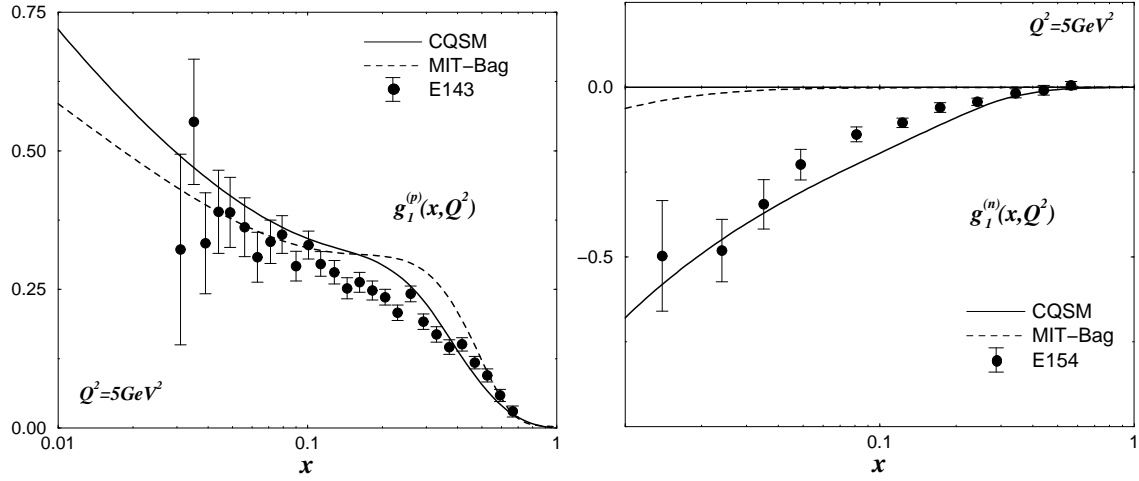 0.75
0.50
0.25
0.00
0.01
0.1
1
x
CQSM
MIT−Bag
E143
g₁⁽ᵖ⁾(x,Q²)
Q²=5GeV²
Q²=5GeV²
0.0
−0.5
0.1
1
x
g₁⁽ⁿ⁾(x,Q²)
CQSM
MIT−Bag
E154